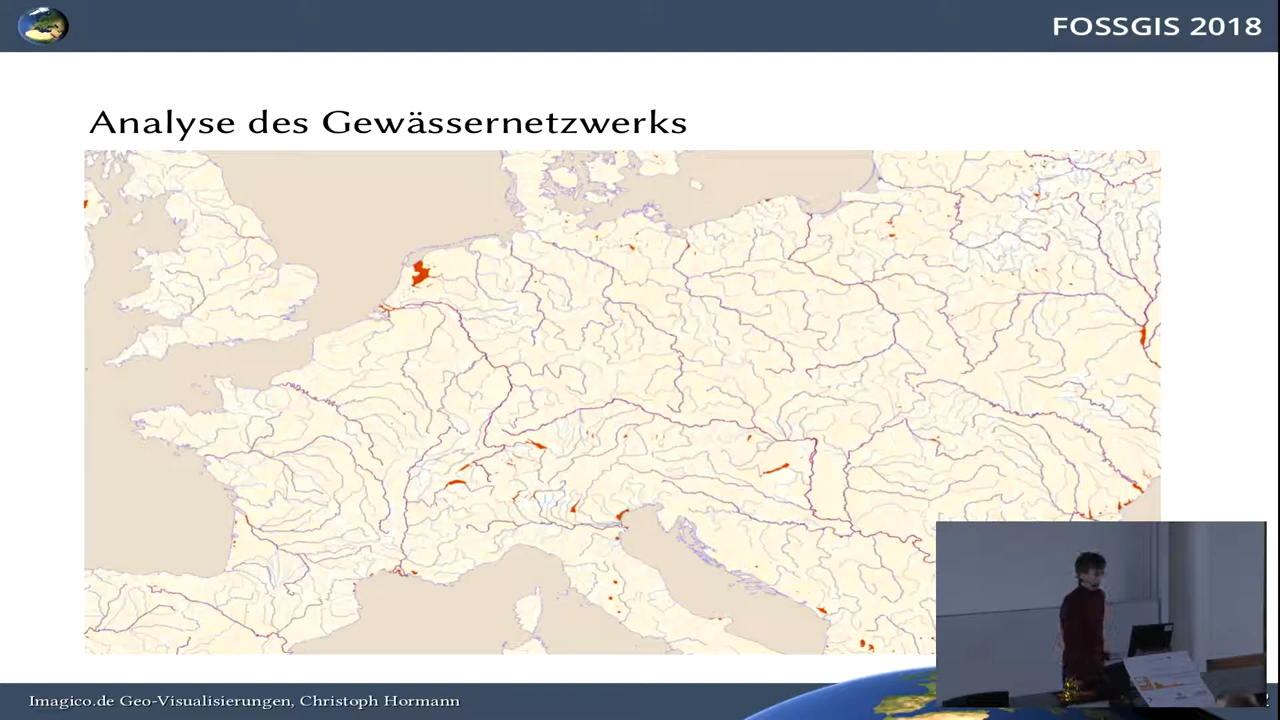 FOSSGIS 2018
Analyse des Gewässernetzwerks
Imagico.de Geo-Visualisierungen, Christoph Hormann